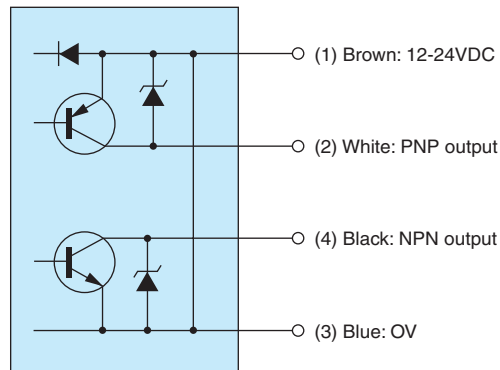 (1) Brown: 12-24VDC
(2) White: PNP output
(4) Black: NPN output
(3) Blue: OV